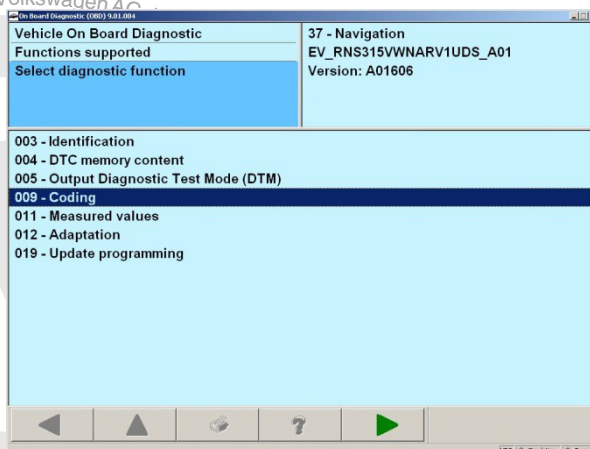 Volkswagen AG
On Board Diagnostic (OBD) 9.01.004
Vehicle On Board Diagnostic
Functions supported
Select diagnostic function
37 - Navigation
EV_RNS315VWNARV1UDS_A01
Version: A01606
003 - Identification
004 - DTC memory content
005 - Output Diagnostic Test Mode (DTM)
009 - Coding
011 - Measured values
012 - Adaptation
019 - Update programming
?